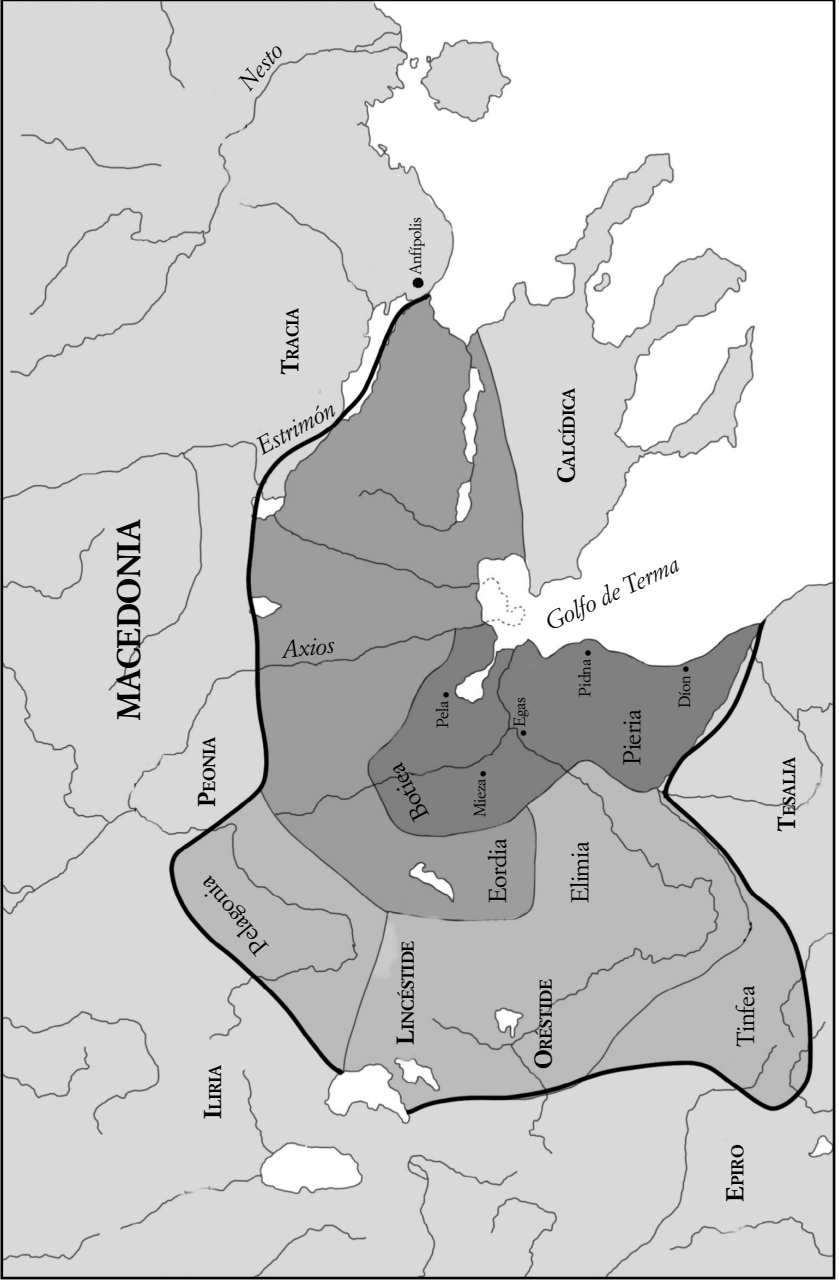 MACEDONIA
ILIRIA
PEONIA
Pelagonia
Nesto
TRACIA
Estrimón
Axios
LINCÉSTIDE
Botiea
Anfípolis
Pela
Mieza
Eordia
Egas
ORÉSTIDE
CALCÍDICA
Elimia
Pidna
Golfo de Terma
Pieria
Díon
EPIRO
Tinfea
TESALIA